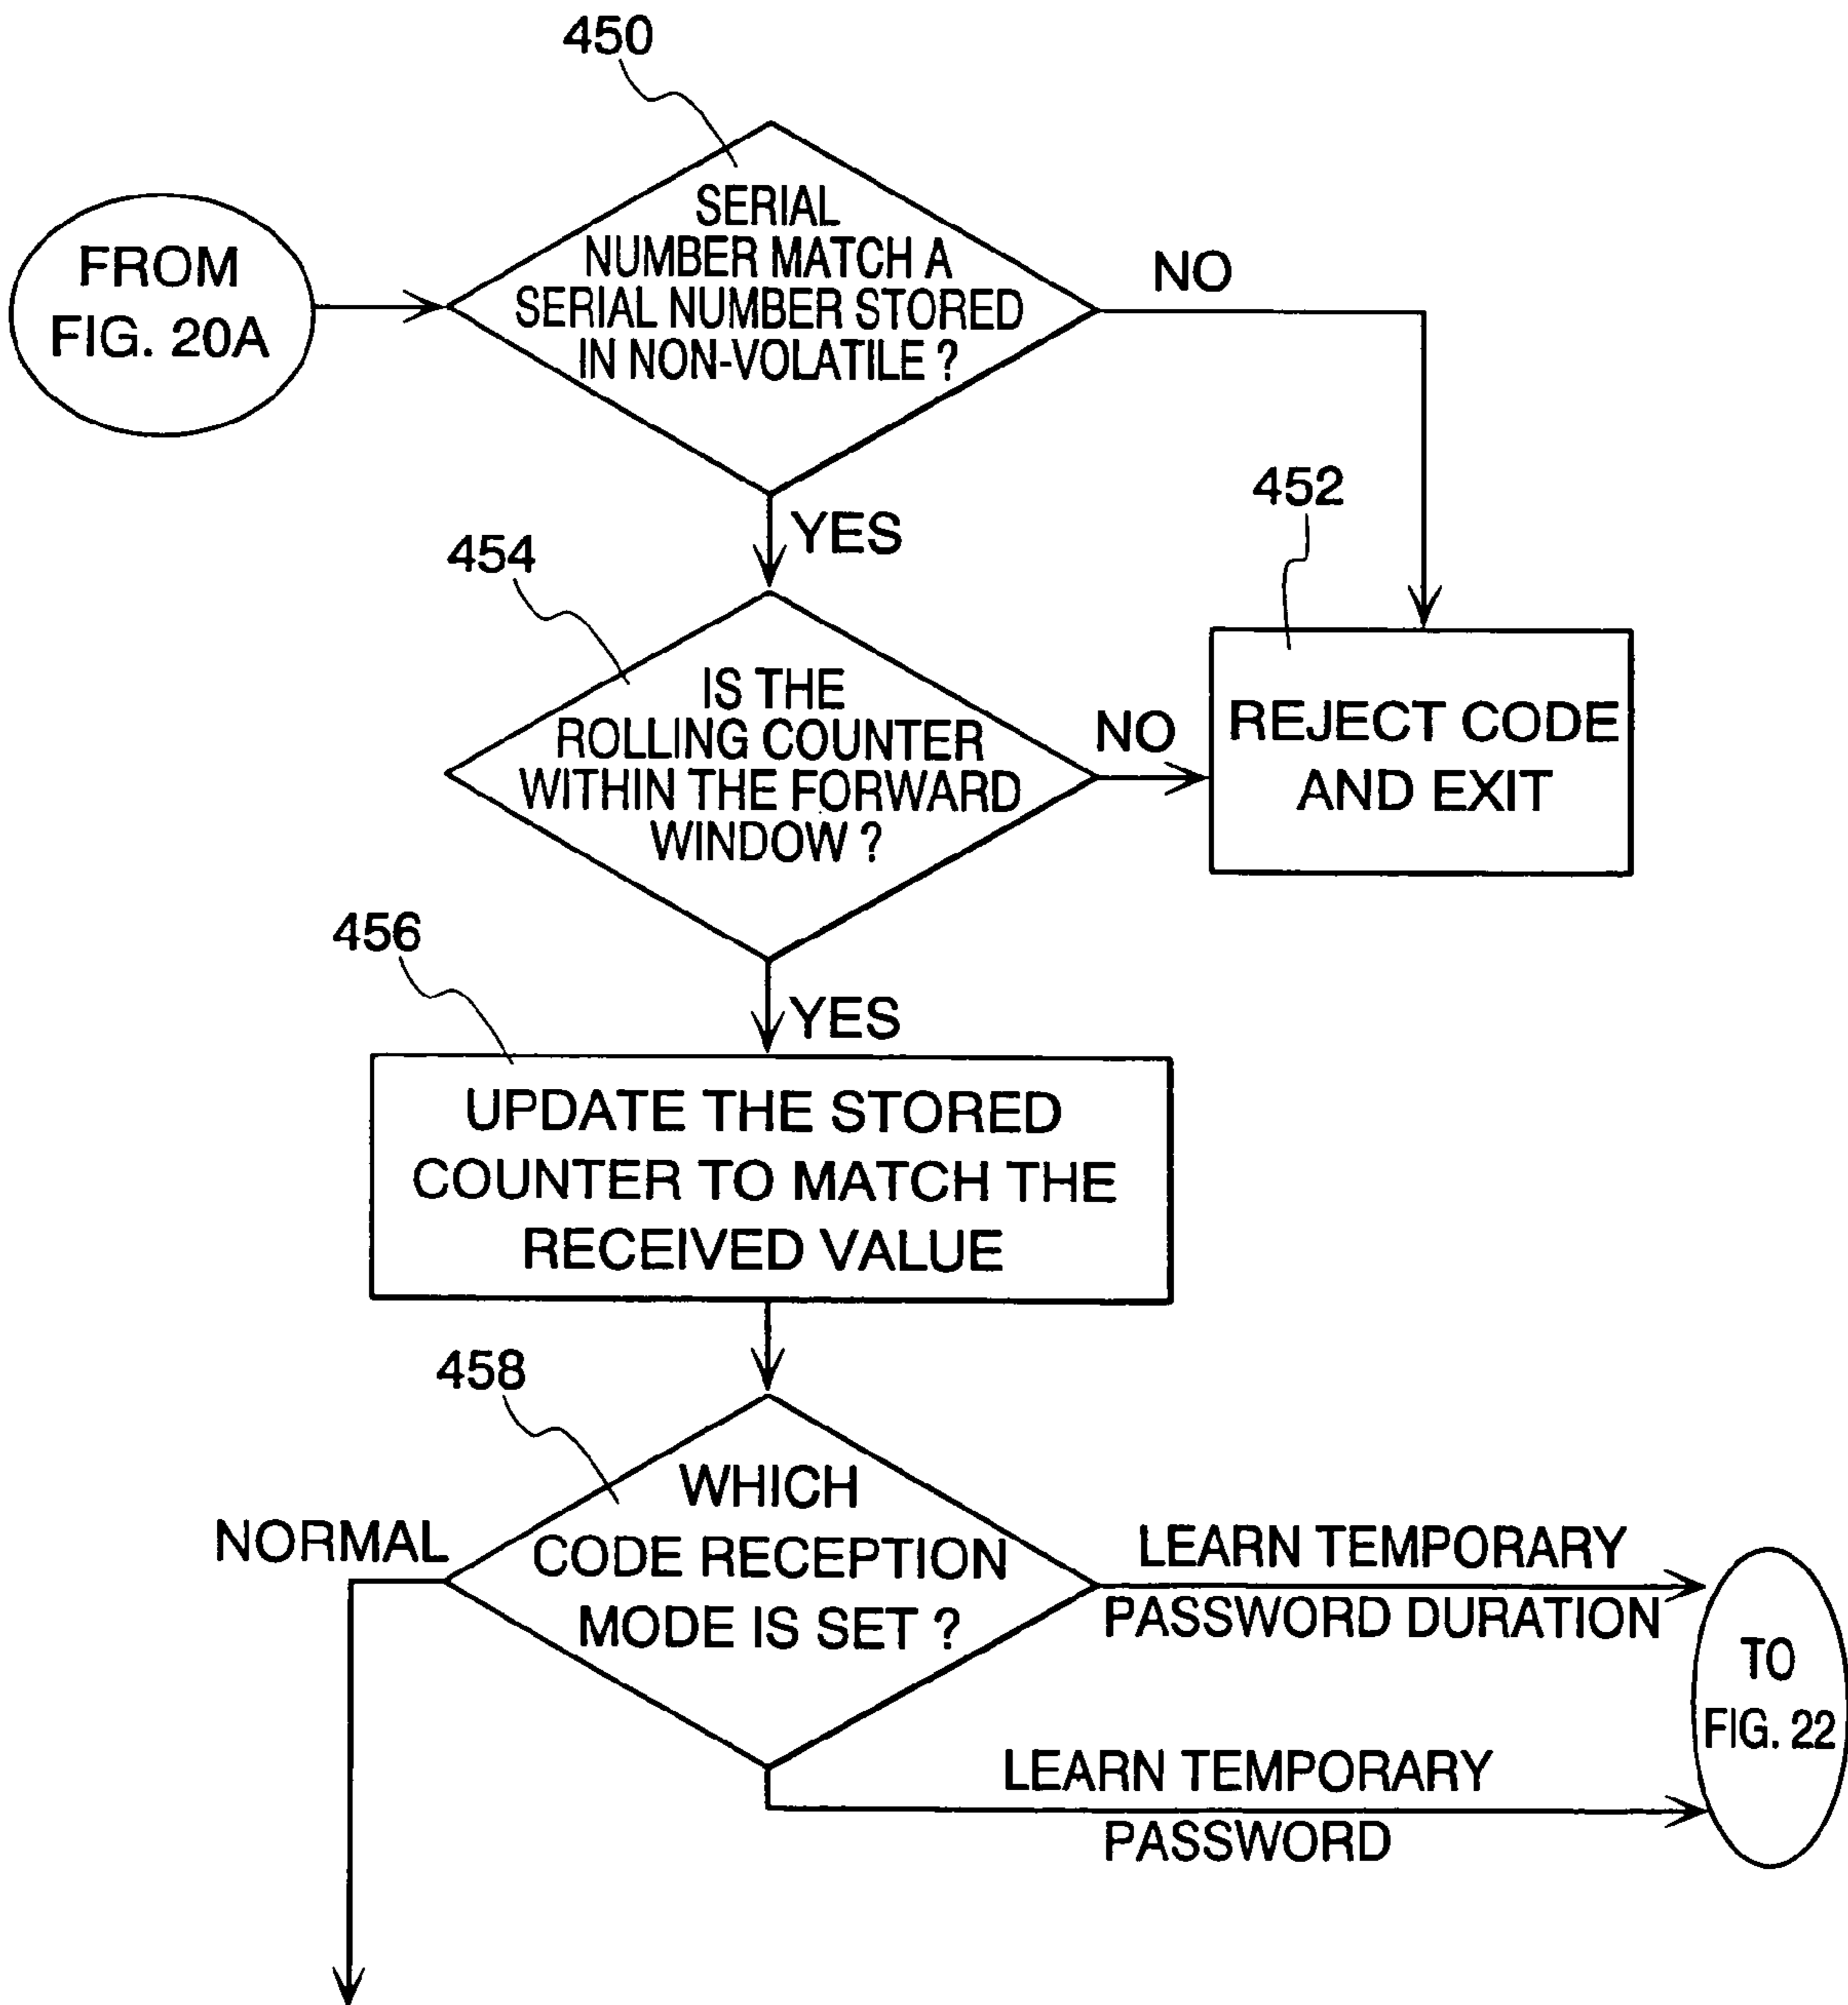 450
SERIAL
NUMBER MATCH A
SERIAL NUMBER STORED
IN NON-VOLATILE ?
FROM
FIG. 20A
NO
452
YES
454
IS THE
ROLLING COUNTER
WITHIN THE FORWARD
WINDOW ?
NO
REJECT CODE
AND EXIT
456
YES
UPDATE THE STORED
COUNTER TO MATCH THE
RECEIVED VALUE
458
WHICH
CODE RECEPTION
MODE IS SET ?
NORMAL
LEARN TEMPORARY
PASSWORD DURATION
TO
FIG. 22
LEARN TEMPORARY
PASSWORD